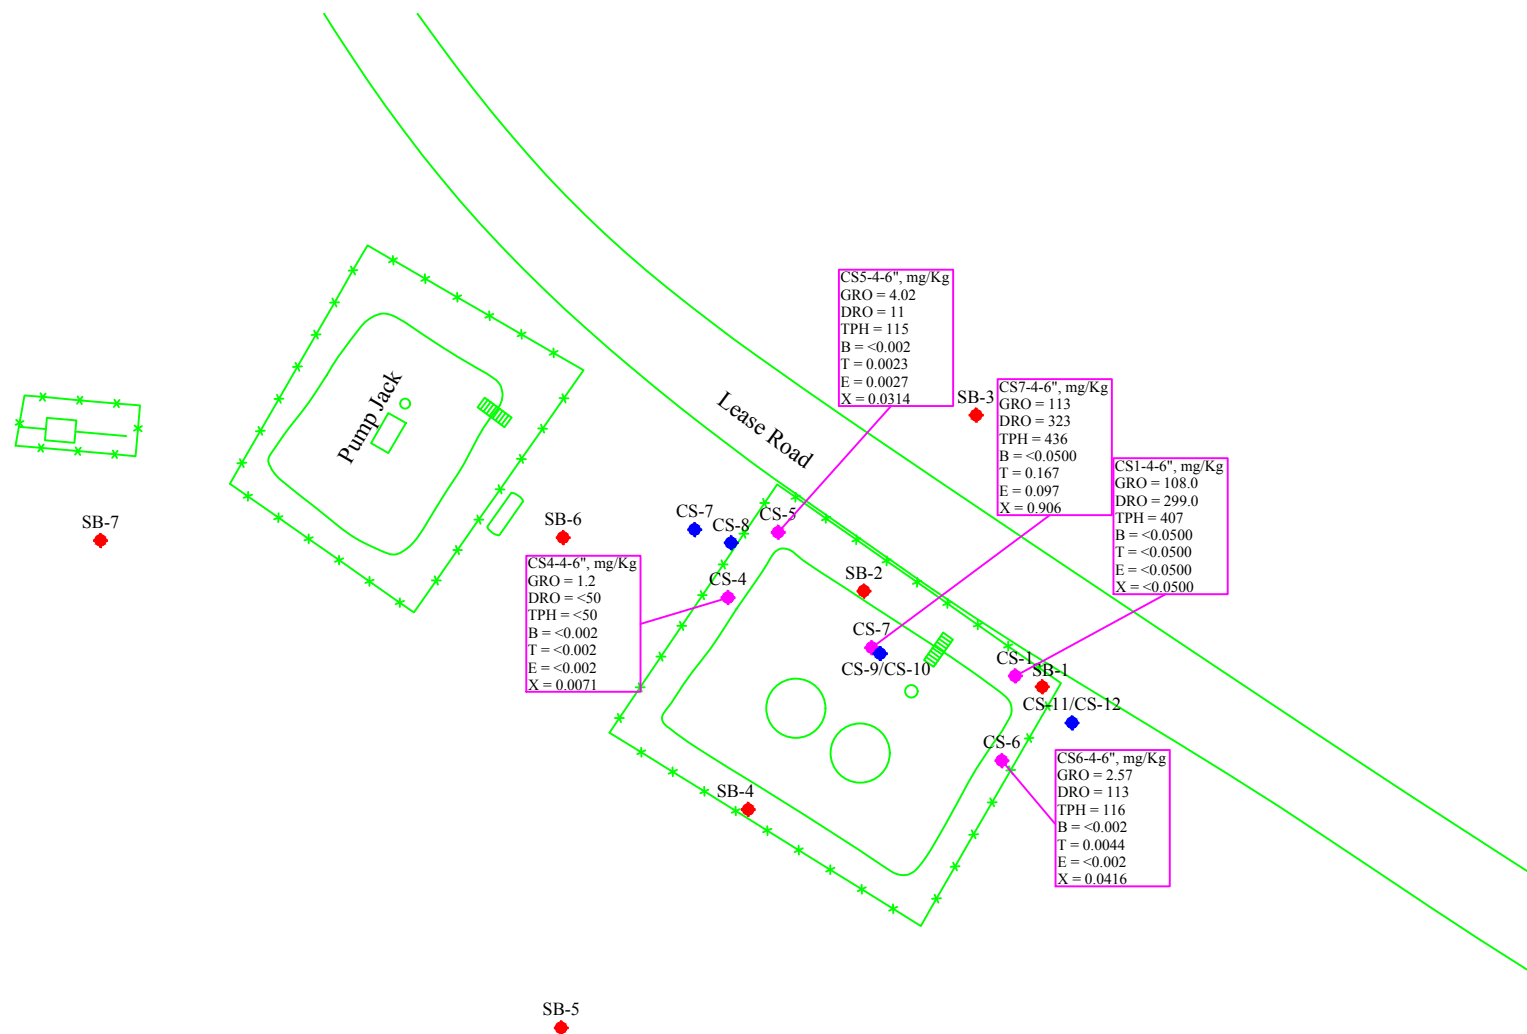 CS5-4-6", mg/Kg
GRO = 4.02
DRO = 11
TPH = 115
B = <0.002
T = 0.0023
E = 0.0027
X = 0.0314
CS7-4-6", mg/Kg
GRO = 113
DRO = 323
TPH = 436
B = <0.0500
T = 0.167
E = 0.097
X = 0.906
SB-3
Pump Jack
Lease Road
CS1-4-6", mg/Kg
GRO = 108.0
DRO = 299.0
TPH = 407
B = <0.0500
T = <0.0500
E = <0.0500
X = <0.0500
SB-7
SB-6
CS-7
CS-8
CS-5
CS4-4-6", mg/Kg
GRO = 1.2
DRO = <50
TPH = <50
B = <0.002
T = <0.002
E = <0.002
X = 0.0071
CS-4
SB-2
CS-7
CS-9/CS-10
CS-1
SB-1
CS-11/CS-12
CS-6
CS6-4-6", mg/Kg
GRO = 2.57
DRO = 113
TPH = 116
B = <0.002
T = 0.0044
E = <0.002
X = 0.0416
SB-4
SB-5